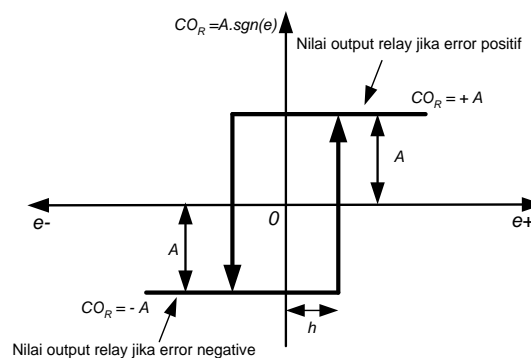 CO_R =A.sgn(e)
Nilai output relay jika error positif
CO_R = + A
A
e-
0
e+
A
CO_R = - A
h
Nilai output relay jika error negative